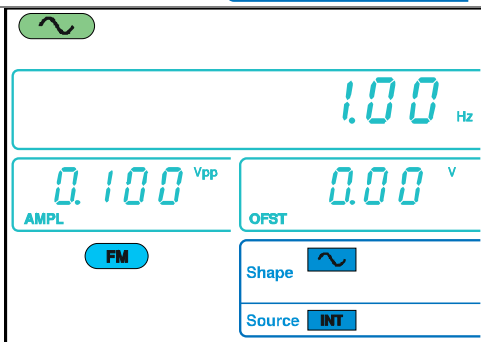 1.00 Hz
0.100 Vpp
AMPL
0.00 V
OFST
FM
Shape
Source INT